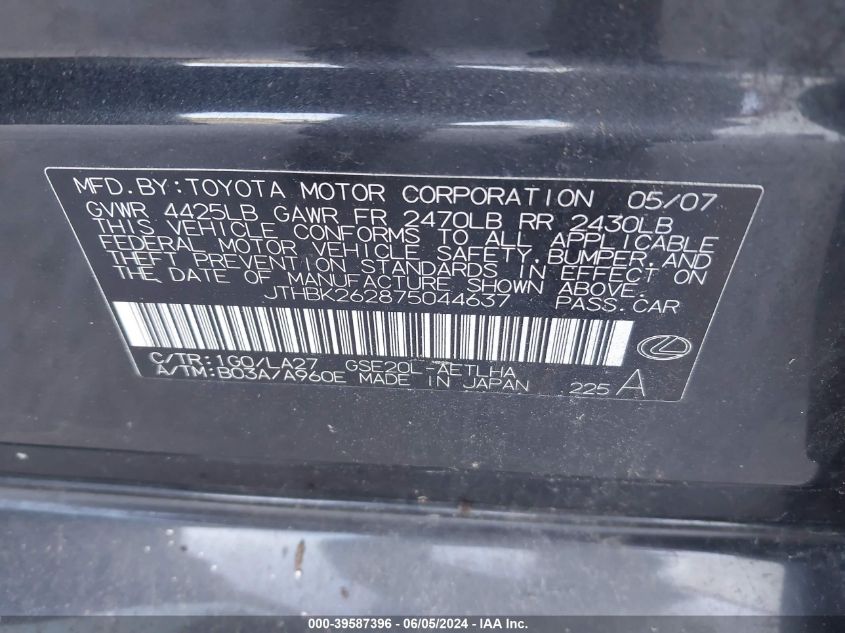 MFD.BY:TOYOTA MOTOR CORPORATION 05/07
GVWR 4425LB GAWR FR 2470LB RR 2430LB
THIS VEHICLE CONFORMS TO ALL APPLICABLE
FEDERAL MOTOR VEHICLE SAFETY,BUMPER,AND
THEFT PREVENTION STANDARDS IN EFFECT ON
THE DATE OF MANUFACTURE SHOWN ABOVE.
JTHBK262875044637 PASS.CAR
C/TR:1G0/LA27 GSE20L-AETLHA
A/TM:B03A/A960E MADE IN JAPAN 225 A
000-39587396 - 06/05/2024 - IAA Inc.